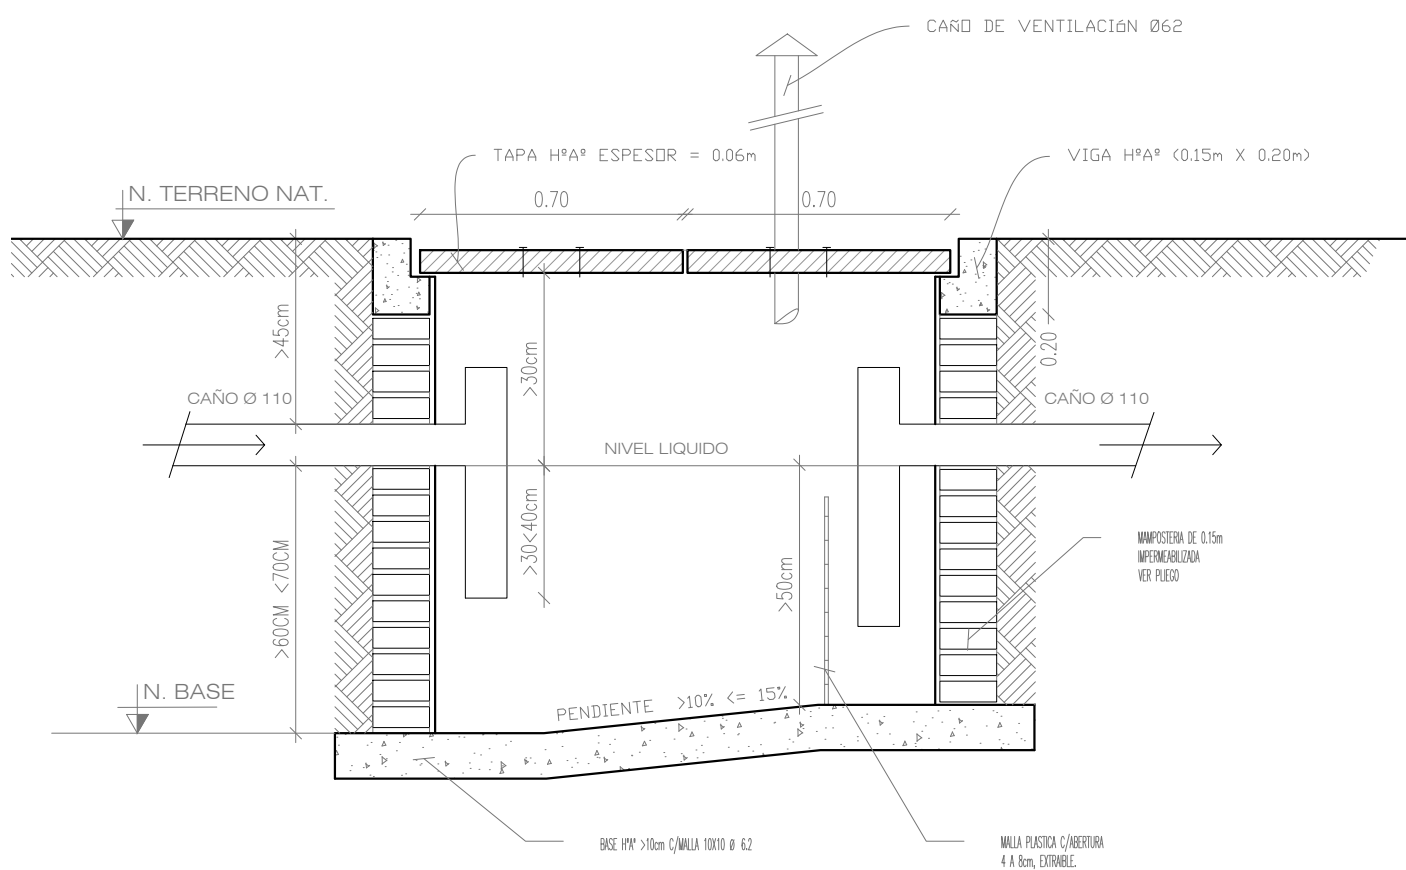 CAÑO DE VENTILACIóN Ø62
TAPA HºAº ESPESOR = 0.06m
VIGA HºAº (0.15m X 0.20m)
N. TERRENO NAT.
0.70
0.70
>45cm
>30cm
0.20
CAÑO Ø 110
CAÑO Ø 110
NIVEL LIQUIDO
>30<40cm
>60CM <70CM
>50cm
MAMPOSTERIA DE 0.15m
IMPERMEABILIZADA
VER PLIEGO
N. BASE
PENDIENTE >10% <= 15%
BASE HºAº >10cm C/MALLA 10X10 Ø 6.2
MALLA PLASTICA C/ABERTURA
4 A 8cm, EXTRAIBLE.